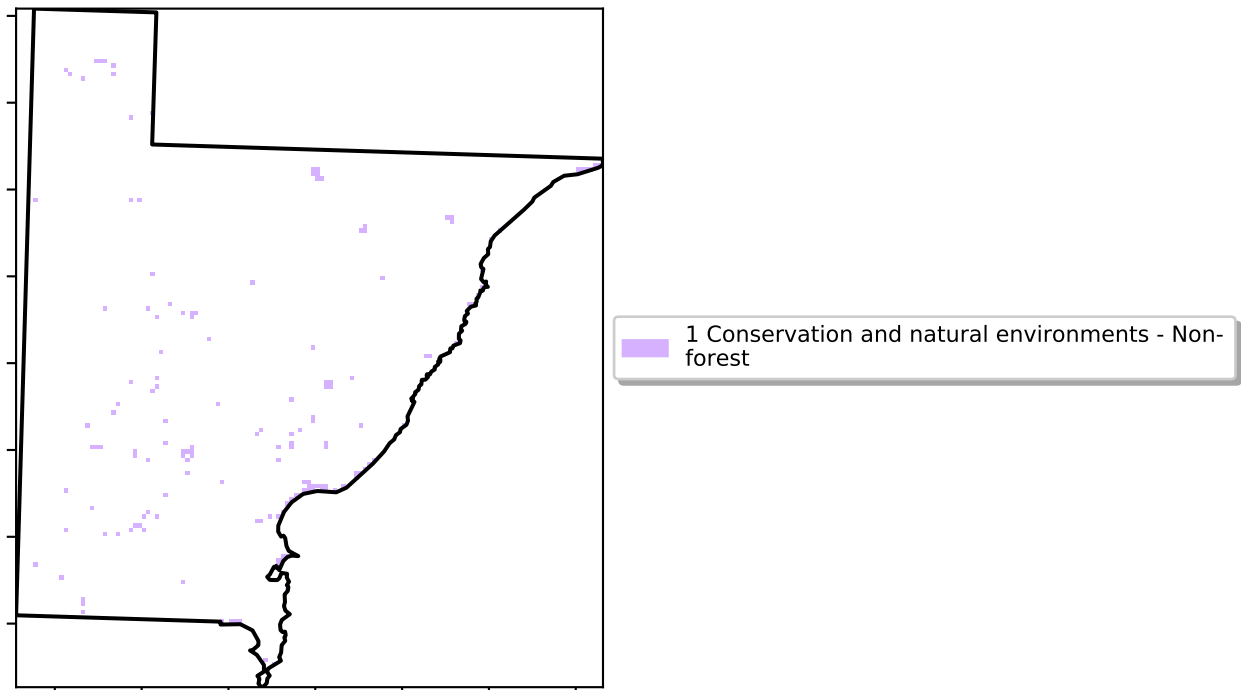 1 Conservation and natural environments - Non-
forest